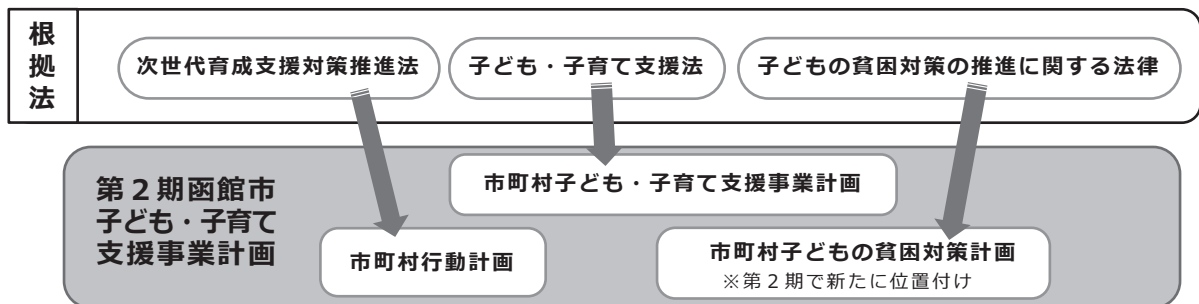 根拠法
次世代育成支援対策推進法
子ども・子育て支援法
子どもの貧困対策の推進に関する法律
第２期函館市
子ども・子育て
支援事業計画
市町村子ども・子育て支援事業計画
市町村行動計画
市町村子どもの貧困対策計画
※第２期で新たに位置付け